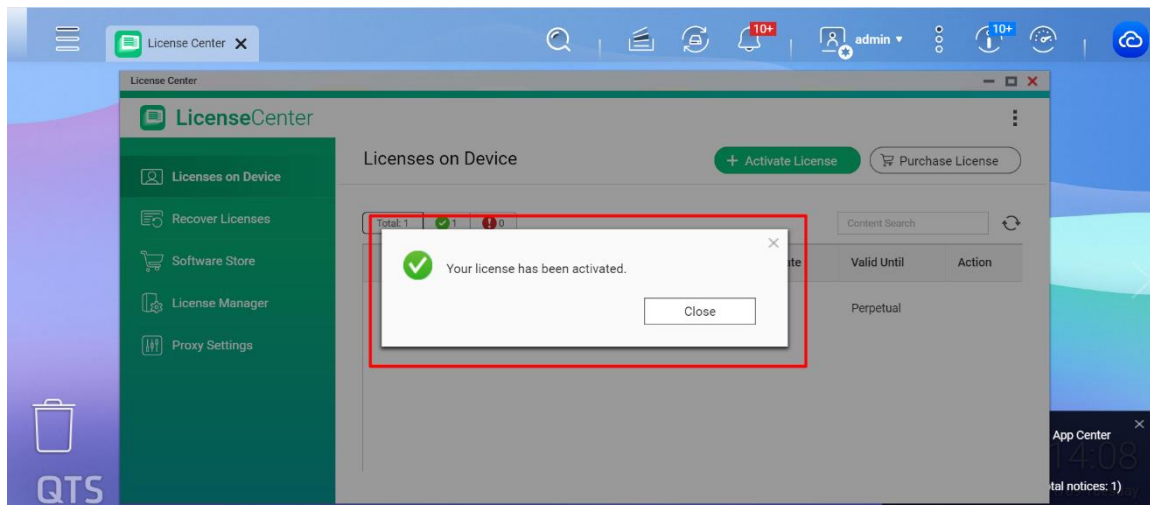 License Center
10+
admin
10+
License Center
LicenseCenter
Licenses on Device
+ Activate License
Purchase License
Licenses on Device
Recover Licenses
Total: 1
1
0
Content Search
Software Store
Your license has been activated.
Valid Until
Action
License Manager
Close
Perpetual
Proxy Settings
App Center
14:08
QTS
tal notices: 1)